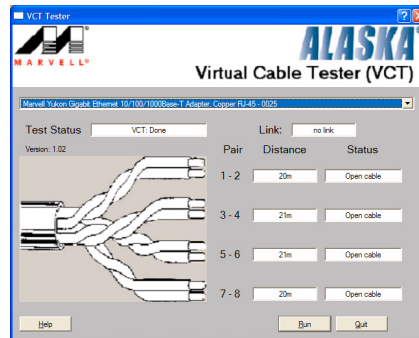 VCT Tester
MARVELL®
ALASKA®
Virtual Cable Tester (VCT)
Marvell Yukon Gigabit Ethernet 10/100/1000Base-T Adapter, Copper RJ-45 - 0025
Test Status VCT: Done Link: no link
Version: 1.02 Pair Distance Status
1 - 2 20m Open cable
3 - 4 21m Open cable
5 - 6 21m Open cable
7 - 8 20m Open cable
Help Run Quit